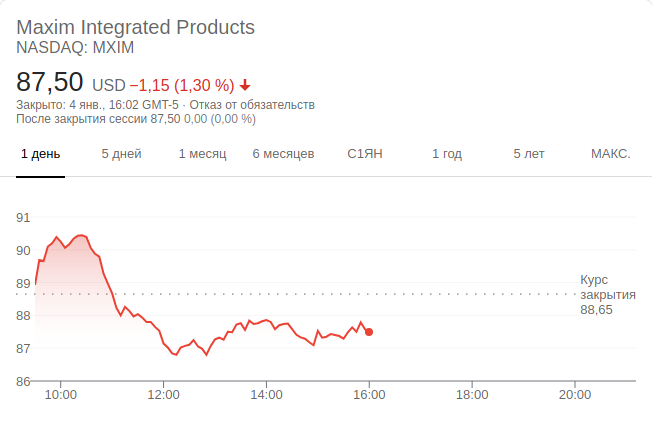 Maxim Integrated Products
NASDAQ: MXIM
87,50 USD −1,15 (1,30 %)
Закрыто: 4 янв., 16:02 GMT-5 · Отказ от обязательств
После закрытия сессии 87,50 0,00 (0,00 %)
1 день 5 дней 1 месяц 6 месяцев С1ЯН 1 год 5 лет МАКС.
91
90
89
88
87
86
Курс
закрытия
88,65
10:00 12:00 14:00 16:00 18:00 20:00